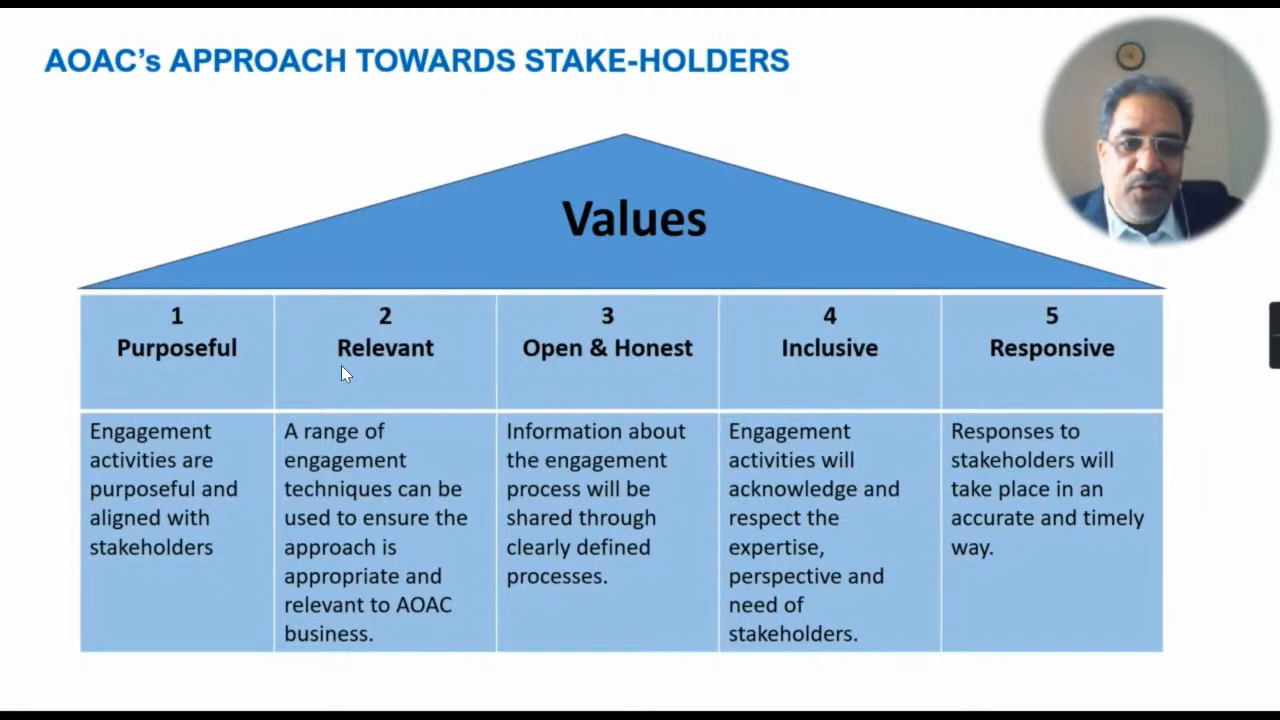 AOAC’s APPROACH TOWARDS STAKE-HOLDERS
Values
1
Purposeful
2
Relevant
3
Open & Honest
4
Inclusive
5
Responsive
Engagement
activities are
purposeful and
aligned with
stakeholders
A range of
engagement
techniques can be
used to ensure the
approach is
appropriate and
relevant to AOAC
business.
Information about
the engagement
process will be
shared through
clearly defined
processes.
Engagement
activities will
acknowledge and
respect the
expertise,
perspective and
need of
stakeholders.
Responses to
stakeholders will
take place in an
accurate and timely
way.